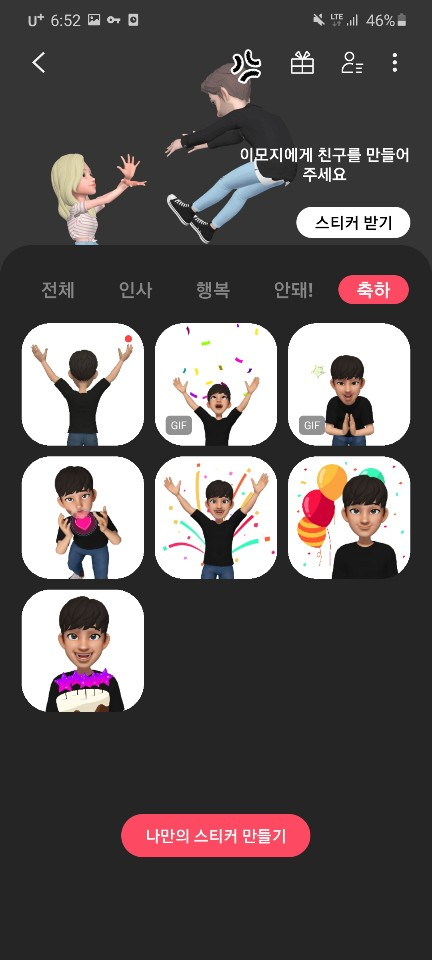 U+ 6:52 LTE 46%
이모지에게 친구를 만들어
주세요
스티커 받기
전체 인사 행복 안돼! 축하
GIF GIF
나만의 스티커 만들기